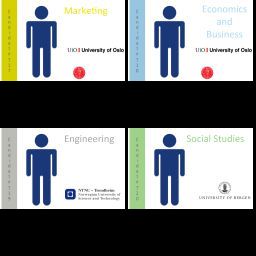 Marketing
UiO University of Oslo
Economics
and
Business
UiO University of Oslo
Engineering
NTNU – Trondheim
Norwegian University of
Science and Technology
Social Studies
UNIVERSITY OF BERGEN